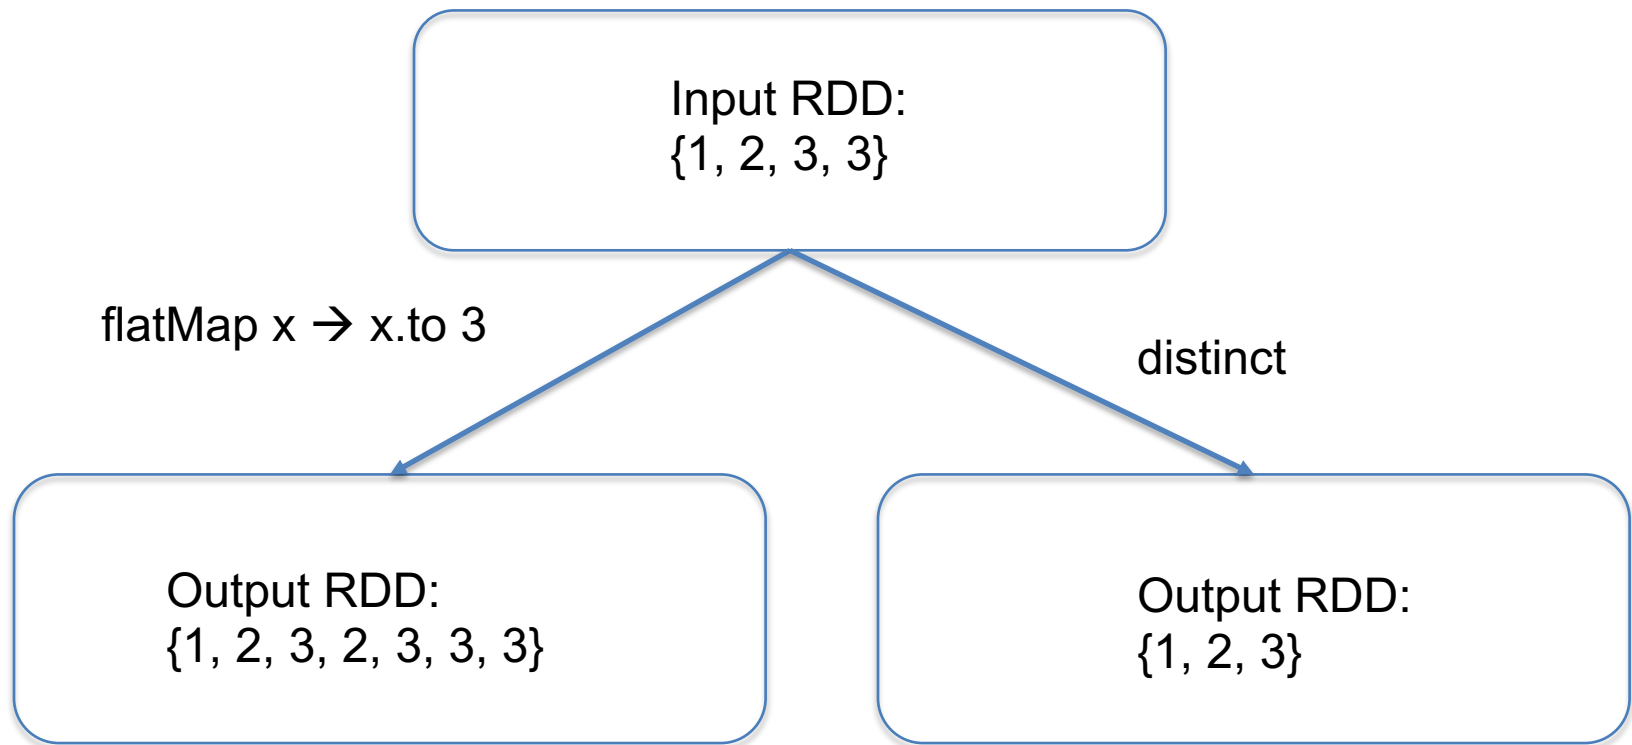 Input RDD:
{1, 2, 3, 3}
flatMap x → x.to 3
distinct
Output RDD:
{1, 2, 3, 2, 3, 3, 3}
Output RDD:
{1, 2, 3}